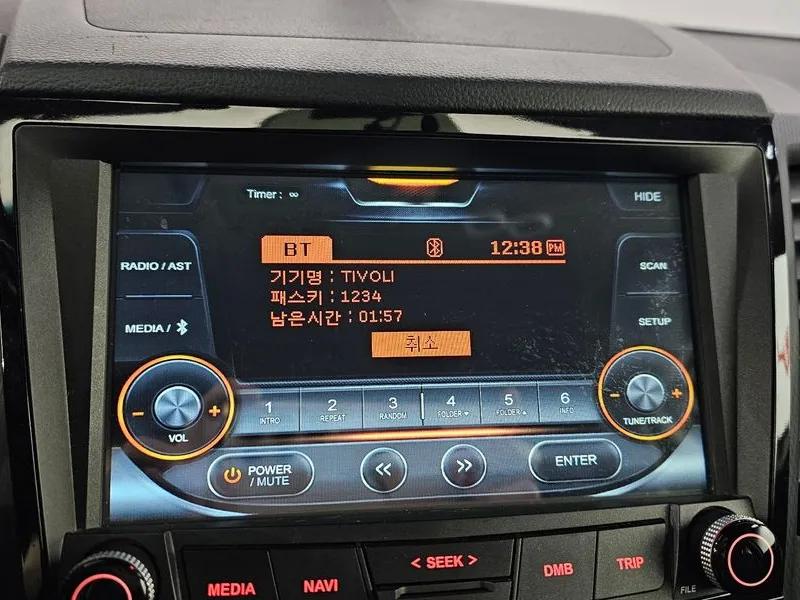 Timer : ∞
HIDE
BT 12:38 PM
RADIO / AST
SCAN
기기명 : TIVOLI
패스키 : 1234
남은시간 : 01:57
MEDIA /
SETUP
취소
- + VOL
1 INTRO
2 REPEAT
3 RANDOM
4 FOLDER ▼
5 FOLDER ▲
6 INFO
- + TUNE/TRACK
POWER / MUTE
<<
>>
ENTER
MEDIA
NAVI
< SEEK >
DMB
TRIP
FILE